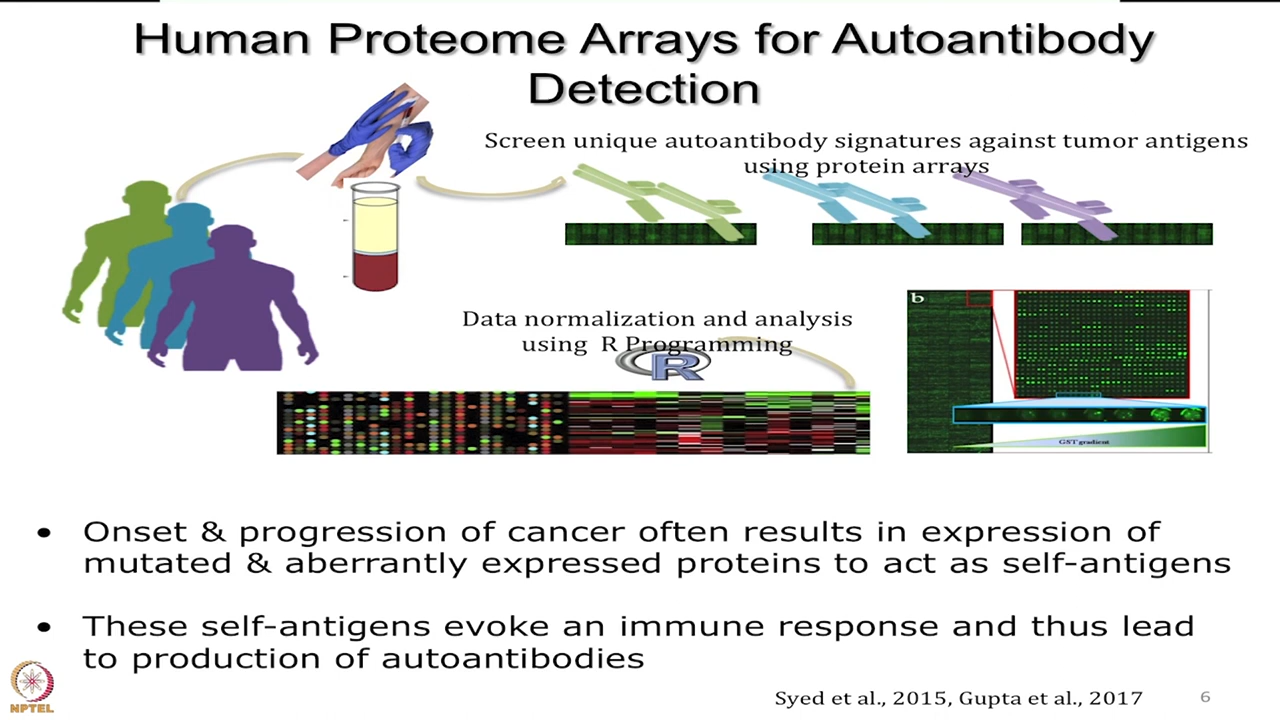 Human Proteome Arrays for Autoantibody
Detection
Screen unique autoantibody signatures against tumor antigens
using protein arrays
Data normalization and analysis
using R Programming
R
b
GST gradient
• Onset & progression of cancer often results in expression of
mutated & aberrantly expressed proteins to act as self-antigens
• These self-antigens evoke an immune response and thus lead
to production of autoantibodies
NPTEL
Syed et al., 2015, Gupta et al., 2017
6